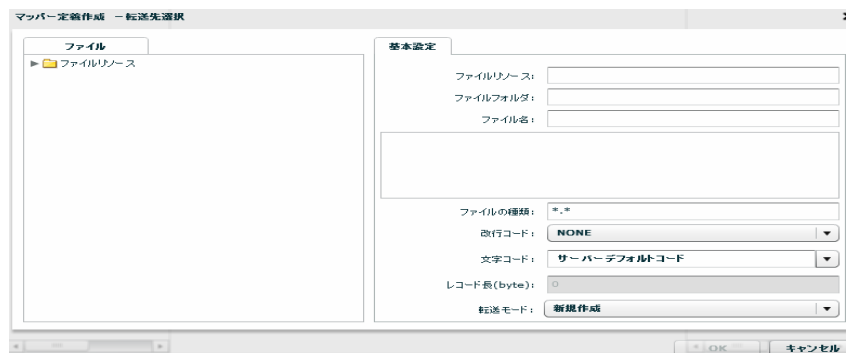 マッパー定義作成 －転送先選択
ファイル
ファイルリソース
基本設定
ファイルリソース:
ファイルフォルダ:
ファイル名:
ファイルの種類: *.*
改行コード: NONE
文字コード: サーバーデフォルトコード
レコード長(byte): 0
転送モード: 新規作成
OK キャンセル